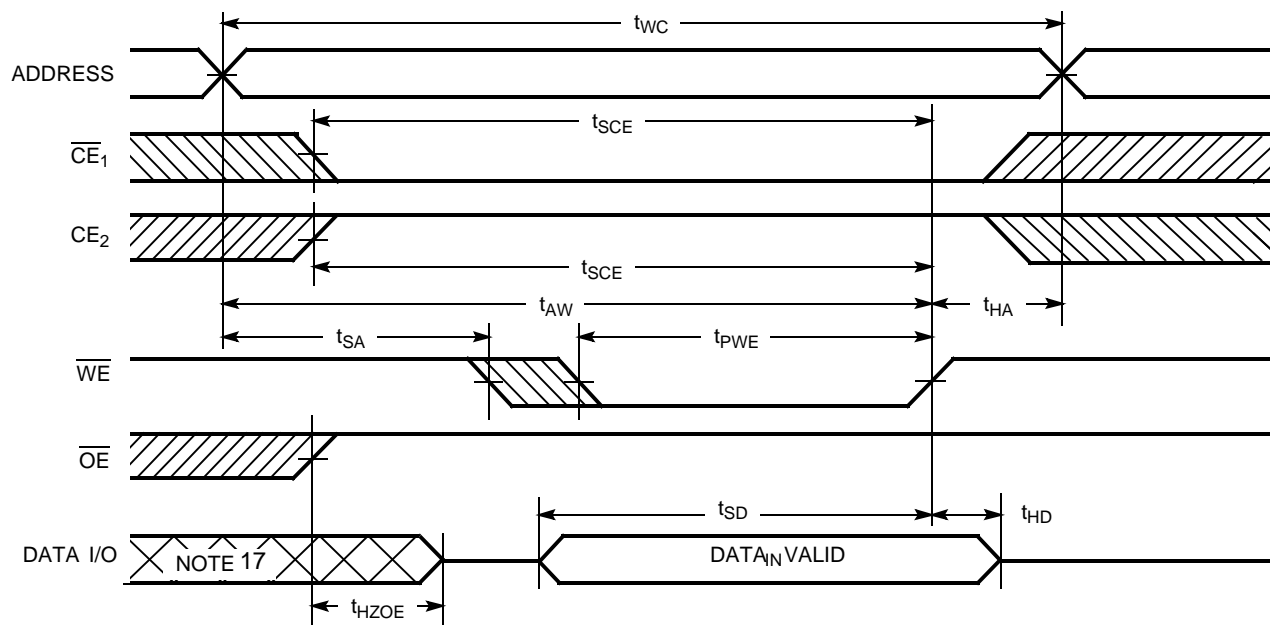 tWC
ADDRESS
tSCE
CE1
CE2
tSCE
tAW
tHA
tSA
tPWE
WE
OE
tSD
tHD
DATA I/O
NOTE 17
DATAIN VALID
tHZOE